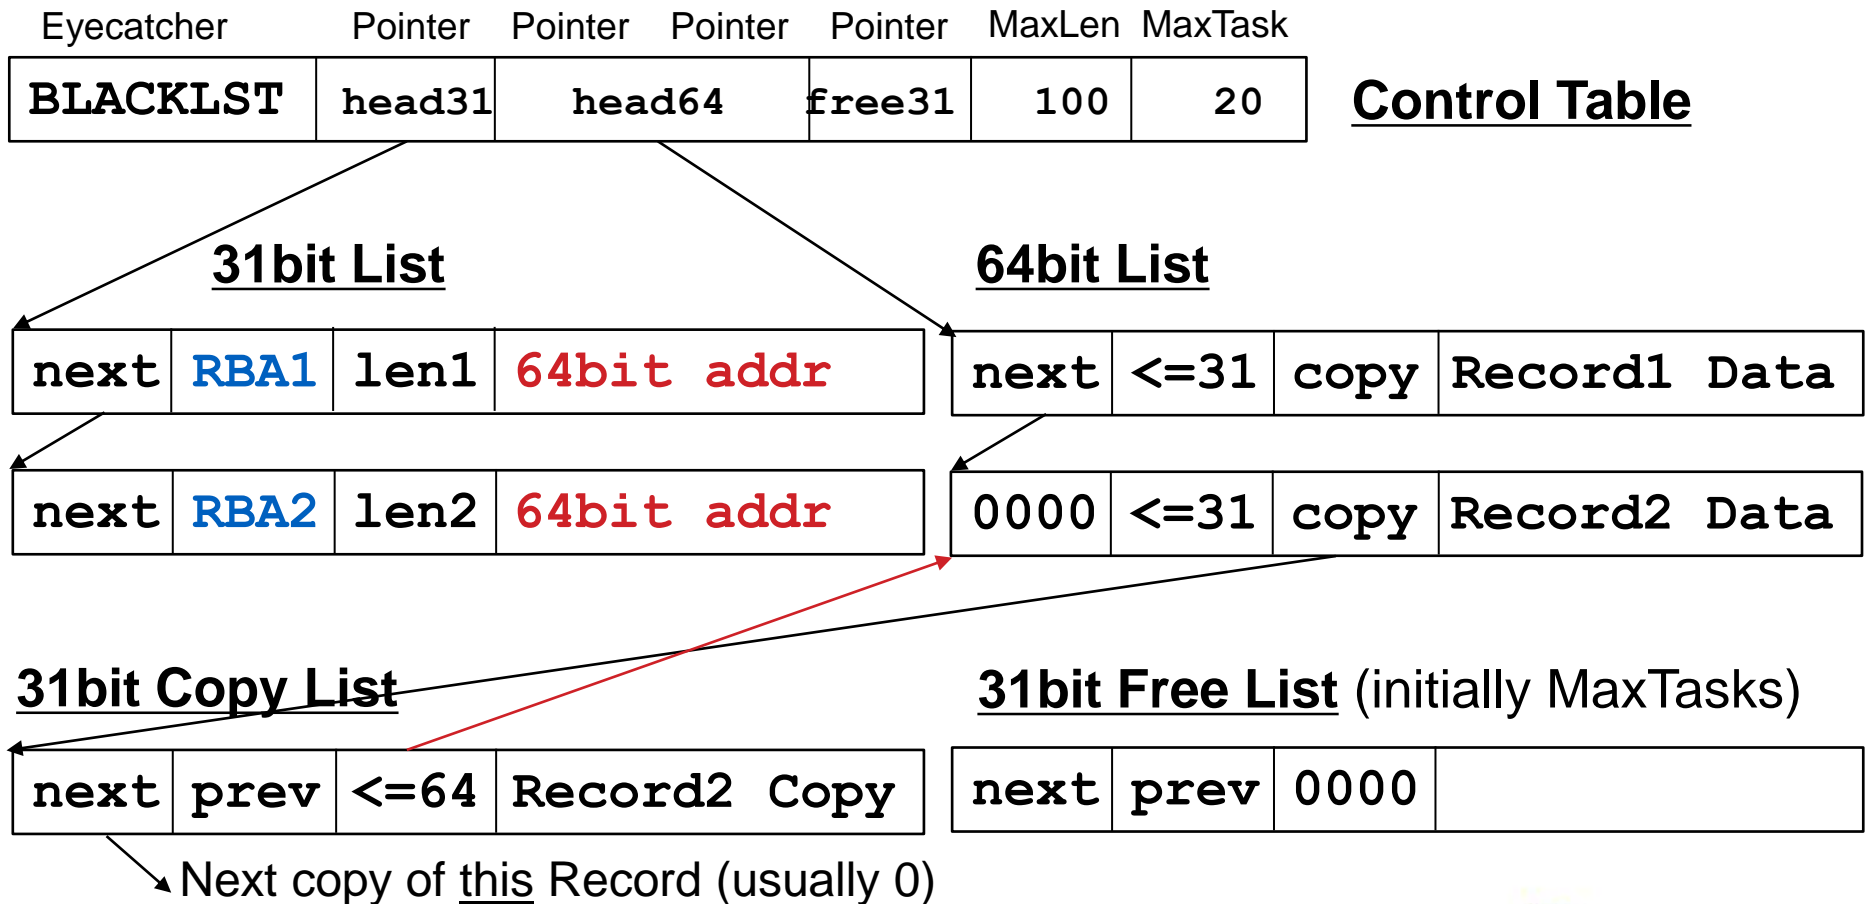 Eyecatcher Pointer Pointer Pointer Pointer MaxLen MaxTask
BLACKLST head31 head64 free31 100 20 Control Table
31bit List 64bit List
next RBA1 len1 64bit addr next <=31 copy Record1 Data
next RBA2 len2 64bit addr 0000 <=31 copy Record2 Data
31bit Copy List 31bit Free List (initially MaxTasks)
next prev <=64 Record2 Copy next prev 0000
Next copy of this Record (usually 0)